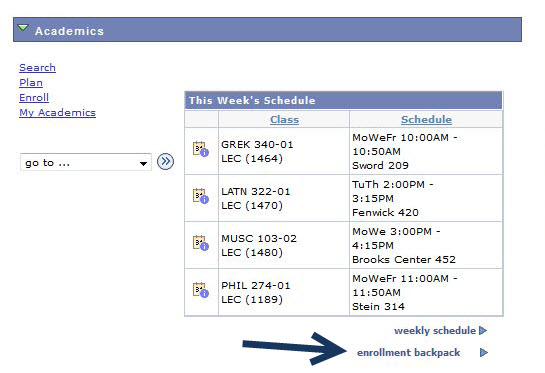 Academics
Search
Plan
Enroll
My Academics
go to ...
This Week's Schedule
Class Schedule
GREK 340-01
LEC (1464)
MoWeFr 10:00AM -
10:50AM
Sword 209
LATN 322-01
LEC (1470)
TuTh 2:00PM -
3:15PM
Fenwick 420
MUSC 103-02
LEC (1480)
MoWe 3:00PM -
4:15PM
Brooks Center 452
PHIL 274-01
LEC (1189)
MoWeFr 11:00AM -
11:50AM
Stein 314
weekly schedule
enrollment backpack